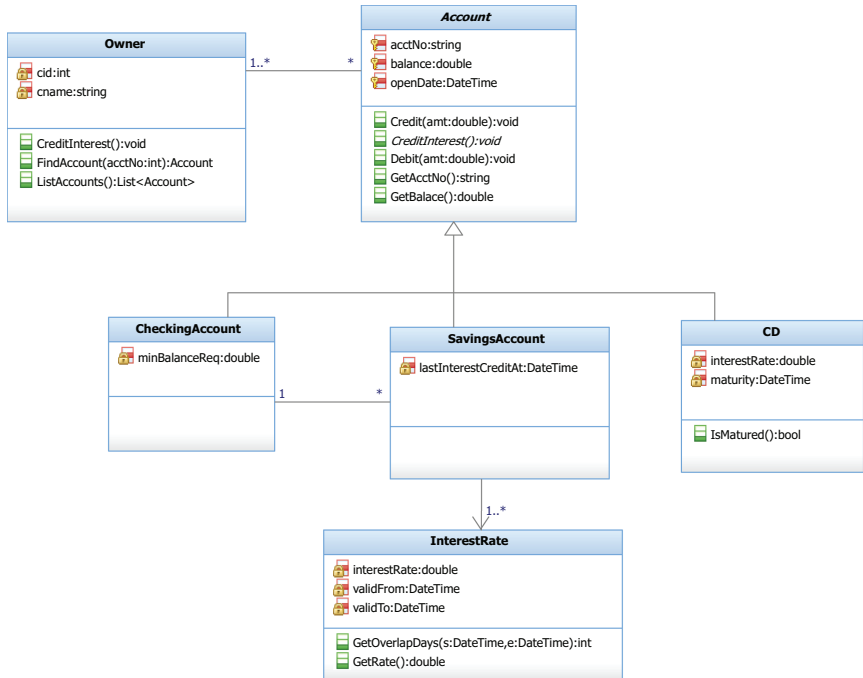 Owner
cid:int
cname:string
CreditInterest():void
FindAccount(acctNo:int):Account
ListAccounts():List<Account>
1..*
*
Account
acctNo:string
balance:double
openDate:DateTime
Credit(amt:double):void
CreditInterest():void
Debit(amt:double):void
GetAcctNo():string
GetBalace():double
CheckingAccount
minBalanceReq:double
1
*
SavingsAccount
lastInterestCreditAt:DateTime
CD
interestRate:double
maturity:DateTime
IsMatured():bool
1..*
InterestRate
interestRate:double
validFrom:DateTime
validTo:DateTime
GetOverlapDays(s:DateTime,e:DateTime):int
GetRate():double